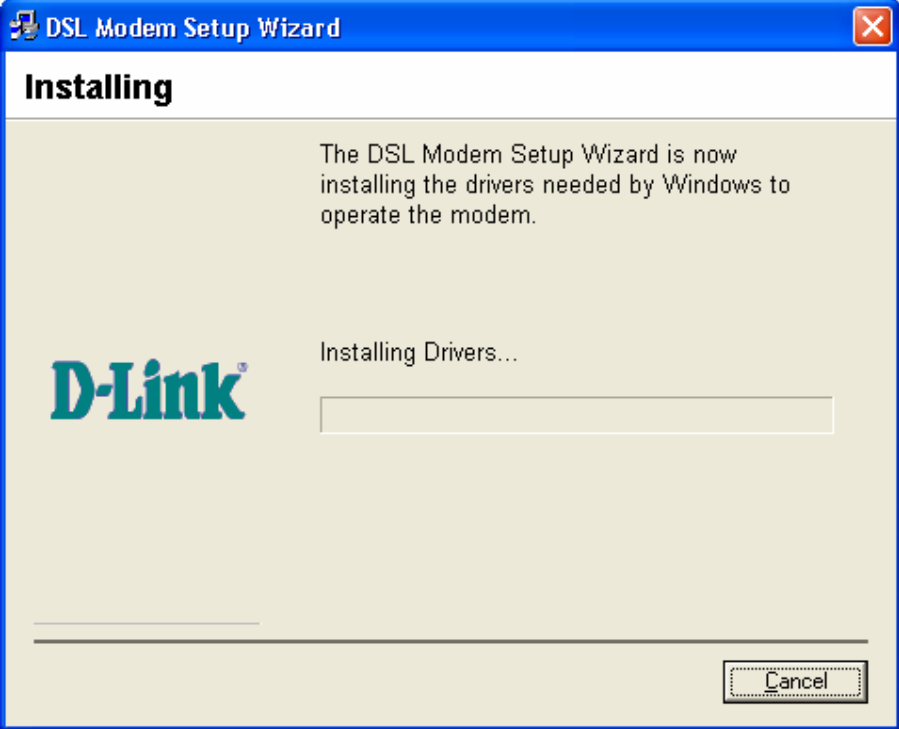 DSL Modem Setup Wizard
Installing
The DSL Modem Setup Wizard is now
installing the drivers needed by Windows to
operate the modem.
Installing Drivers...
D-Link®
Cancel